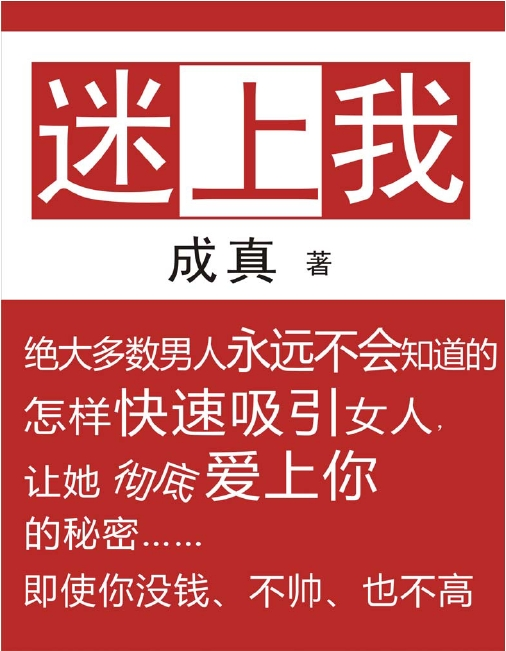 迷上我
成真 著
绝大多数男人永远不会知道的
怎样快速吸引女人,
让她彻底爱上你
的秘密……
即使你没钱、不帅、也不高